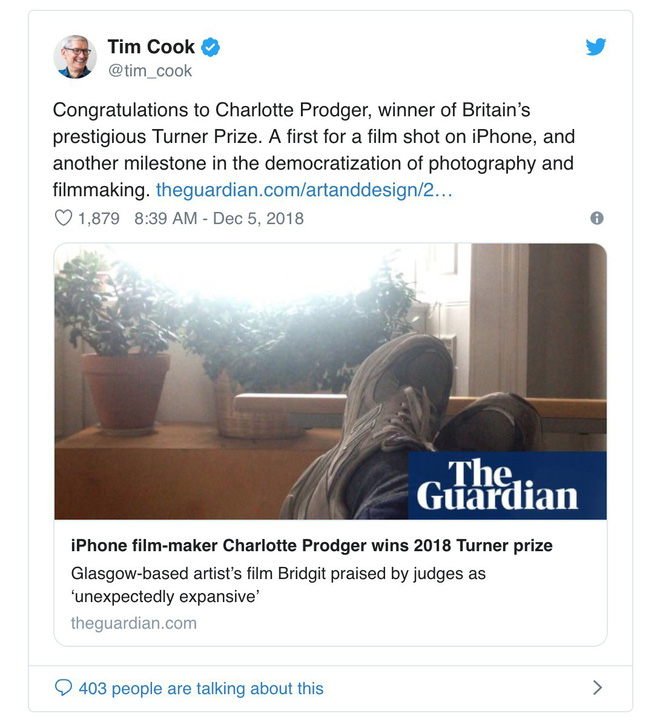 Tim Cook
@tim_cook
Congratulations to Charlotte Prodger, winner of Britain’s
prestigious Turner Prize. A first for a film shot on iPhone, and
another milestone in the democratization of photography and
filmmaking. theguardian.com/artanddesign/2…
1,879 8:39 AM - Dec 5, 2018
The
Guardian
iPhone film-maker Charlotte Prodger wins 2018 Turner prize
Glasgow-based artist’s film Bridgit praised by judges as
‘unexpectedly expansive’
theguardian.com
403 people are talking about this